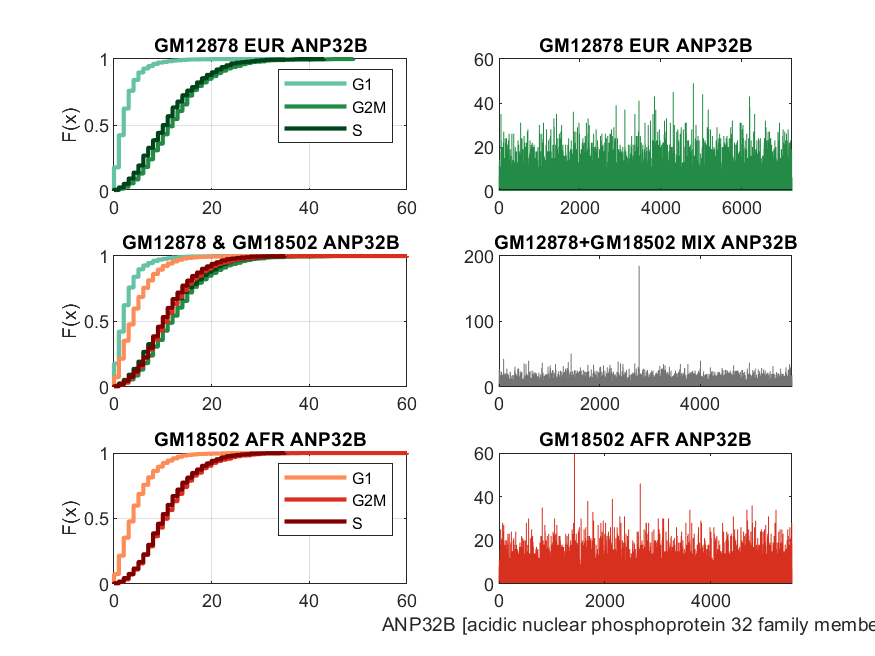 GM12878 EUR ANP32B
F(x)
1
0.5
0
0 20 40 60
G1
G2M
S
GM12878 EUR ANP32B
60
40
20
0
0 2000 4000 6000
GM12878 & GM18502 ANP32B
F(x)
1
0.5
0
0 20 40 60
GM12878+GM18502 MIX ANP32B
200
100
0
0 2000 4000
GM18502 AFR ANP32B
F(x)
1
0.5
0
0 20 40 60
G1
G2M
S
GM18502 AFR ANP32B
60
40
20
0
0 2000 4000
ANP32B [acidic nuclear phosphoprotein 32 family membe